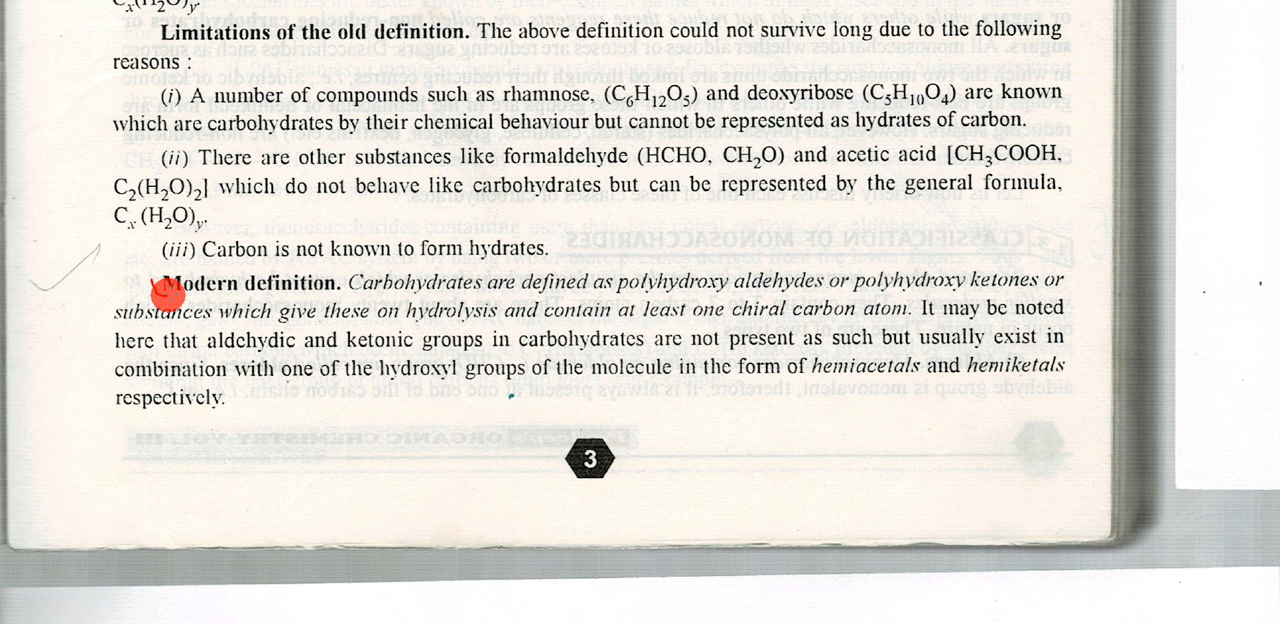 Cₓ(H₂O)ᵧ.
Limitations of the old definition. The above definition could not survive long due to the following
reasons :
(i) A number of compounds such as rhamnose, (C₆H₁₂O₅) and deoxyribose (C₅H₁₀O₄) are known
which are carbohydrates by their chemical behaviour but cannot be represented as hydrates of carbon.
(ii) There are other substances like formaldehyde (HCHO, CH₂O) and acetic acid [CH₃COOH,
C₂(H₂O)₂] which do not behave like carbohydrates but can be represented by the general formula,
Cₓ(H₂O)ᵧ.
(iii) Carbon is not known to form hydrates.
Modern definition. Carbohydrates are defined as polyhydroxy aldehydes or polyhydroxy ketones or
substances which give these on hydrolysis and contain at least one chiral carbon atom. It may be noted
here that aldehydic and ketonic groups in carbohydrates are not present as such but usually exist in
combination with one of the hydroxyl groups of the molecule in the form of hemiacetals and hemiketals
respectively.
3